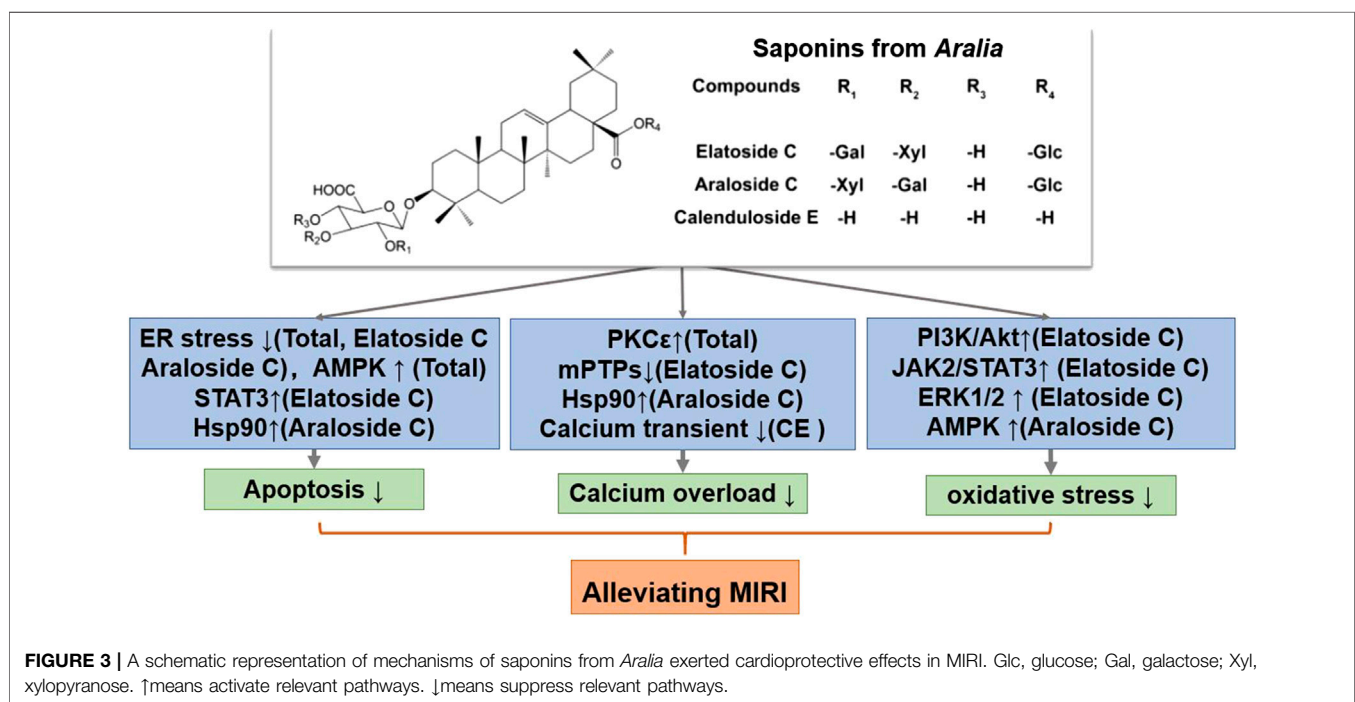 Saponins from Aralia
Compounds R₁ R₂ R₃ R₄
Elatoside C -Gal -Xyl -H -Glc
Araloside C -Xyl -Gal -H -Glc
Calenduloside E -H -H -H -H
OR₄
O
HOOC
O
O
R₃O
R₂O
OR₁
ER stress ↓(Total, Elatoside C
Araloside C), AMPK ↑ (Total)
STAT3↑(Elatoside C)
Hsp90↑(Araloside C)
PKCε↑(Total)
mPTPs↓(Elatoside C)
Hsp90↑(Araloside C)
Calcium transient ↓(CE )
PI3K/Akt↑(Elatoside C)
JAK2/STAT3↑ (Elatoside C)
ERK1/2 ↑ (Elatoside C)
AMPK ↑(Araloside C)
Apoptosis ↓
Calcium overload ↓
oxidative stress ↓
Alleviating MIRI
FIGURE 3 | A schematic representation of mechanisms of saponins from Aralia exerted cardioprotective effects in MIRI. Glc, glucose; Gal, galactose; Xyl,
xylopyranose. ↑means activate relevant pathways. ↓means suppress relevant pathways.